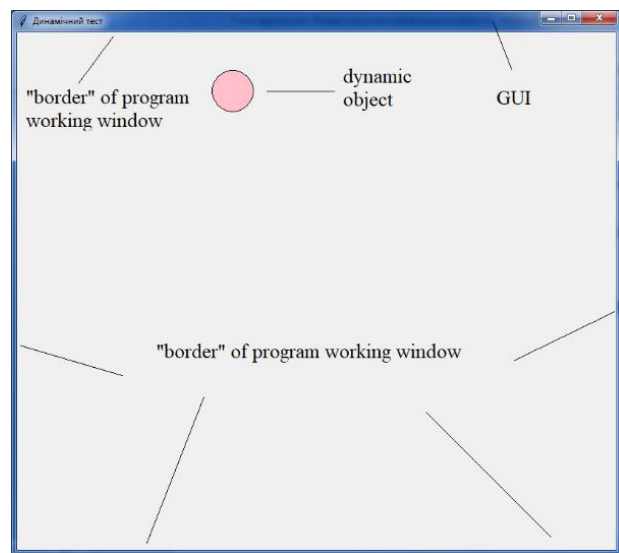 Динамічний тест
"border" of program
working window
dynamic
object
GUI
"border" of program working window